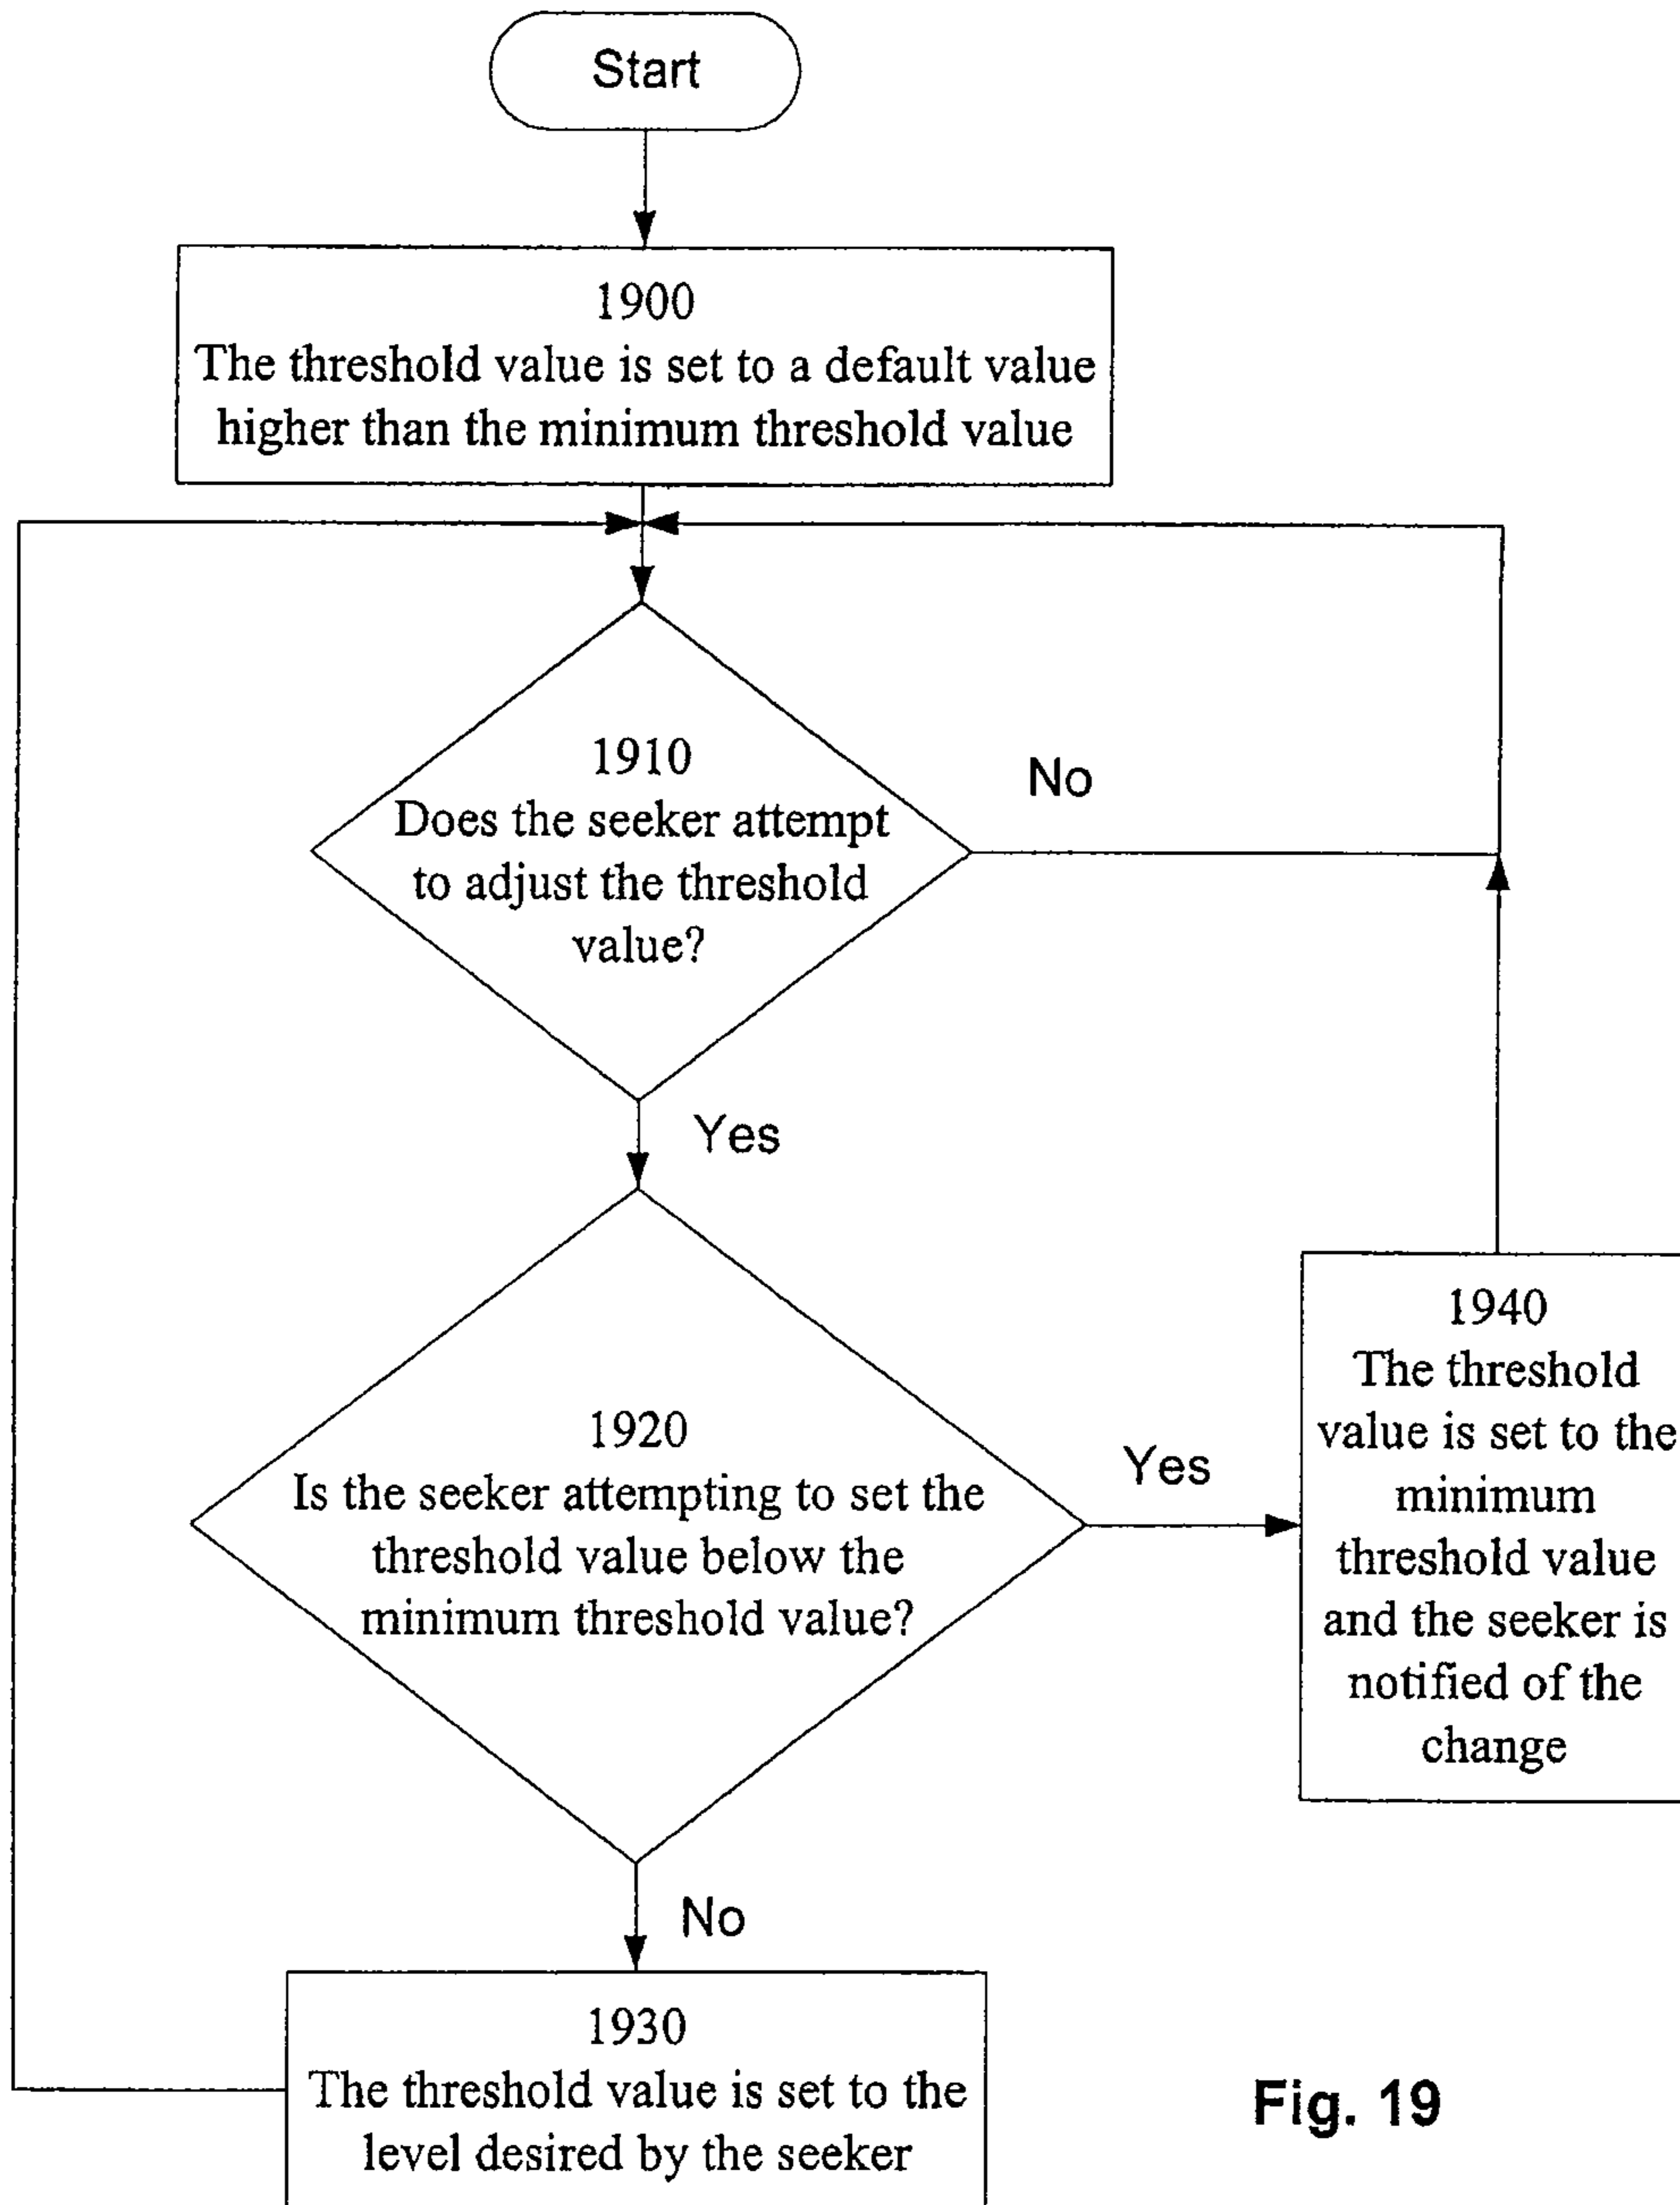 Start
1900
The threshold value is set to a default value
higher than the minimum threshold value
1910
Does the seeker attempt
to adjust the threshold
value?
No
Yes
1920
Is the seeker attempting to set the
threshold value below the
minimum threshold value?
Yes
1940
The threshold
value is set to the
minimum
threshold value
and the seeker is
notified of the
change
No
1930
The threshold value is set to the
level desired by the seeker
Fig. 19